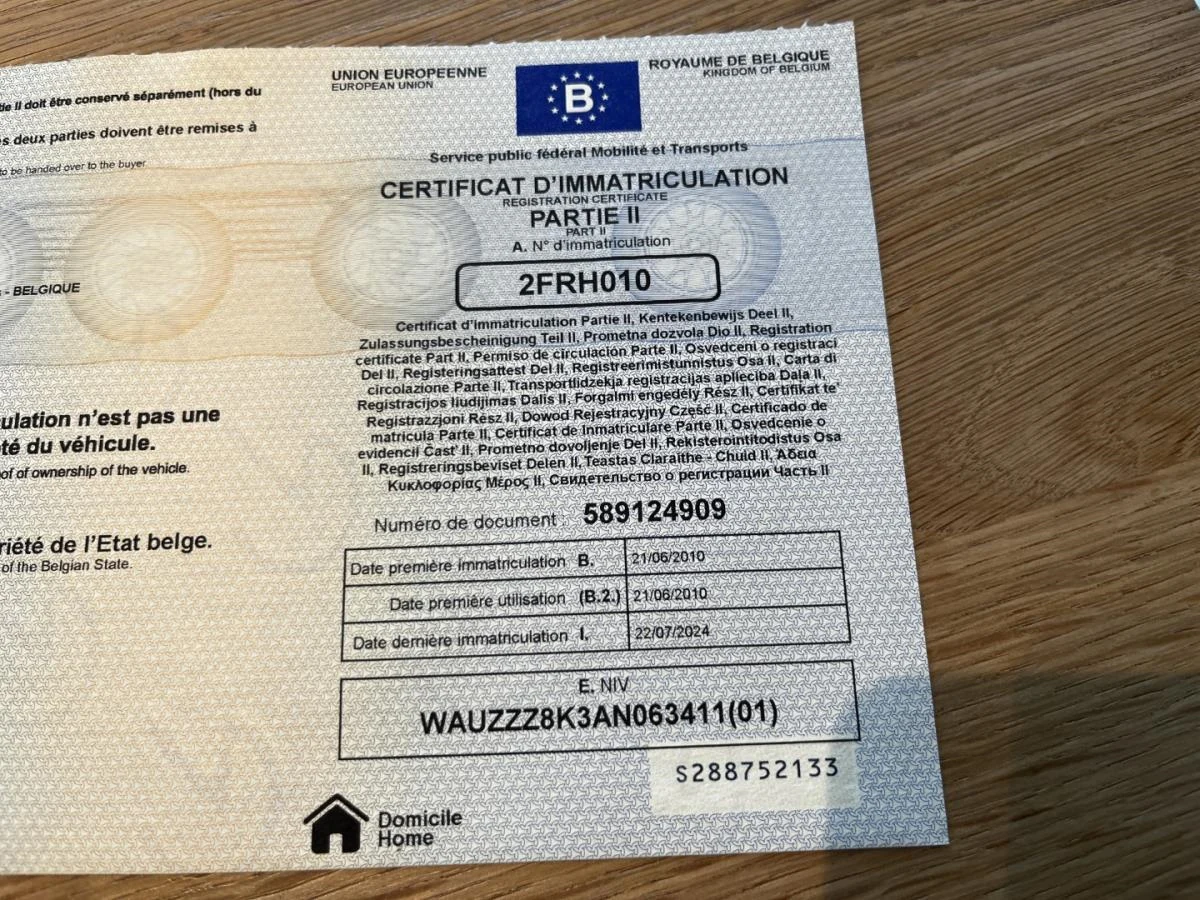 tie II doit être conservé séparément (hors du
s deux parties doivent être remises à
to be handed over to the buyer
- BELGIQUE
ulation n'est pas une
té du véhicule.
of of ownership of the vehicle.
riété de l'Etat belge.
of the Belgian State.
UNION EUROPEENNE
EUROPEAN UNION
B
ROYAUME DE BELGIQUE
KINGDOM OF BELGIUM
Service public fédéral Mobilité et Transports
CERTIFICAT D'IMMATRICULATION
REGISTRATION CERTIFICATE
PARTIE II
PART II
A. N° d'immatriculation
2FRH010
Certificat d'Immatriculation Partie II, Kentekenbewijs Deel II,
Zulassungsbescheinigung Teil II, Prometna dozvola Dio II, Registration
certificate Part II, Permiso de circulación Parte II, Osvedceni o registraci
Del II, Registeringsattest Del II, Registreerimistunnistus Osa II, Carta di
circolazione Parte II, Transportlidzekja registracijas aplieciba Daļa II,
Registracijos liudijimas Dalis II, Forgalmi engedély Rész II, Certifikat te'
Registrazzjoni Rész II, Dowod Rejestracyjny Część II, Certificado de
matricula Parte II, Certificat de Inmatriculare Parte II, Osvedcenie o
evidencii Čast' II, Prometno dovoljenje Del II, Rekisterointitodistus Osa
II, Registreringsbeviset Delen II, Teastas Claraithe - Chuid II, Άδεια
Κυκλοφορίας Μέρος II, Свидетельство о регистрации Часть II
Numéro de document : 589124909
Date première immatriculation B. 21/06/2010
Date première utilisation (B.2.) 21/06/2010
Date dernière immatriculation I. 22/07/2024
E. NIV
WAUZZZ8K3AN063411(01)
S288752133
Domicile
Home